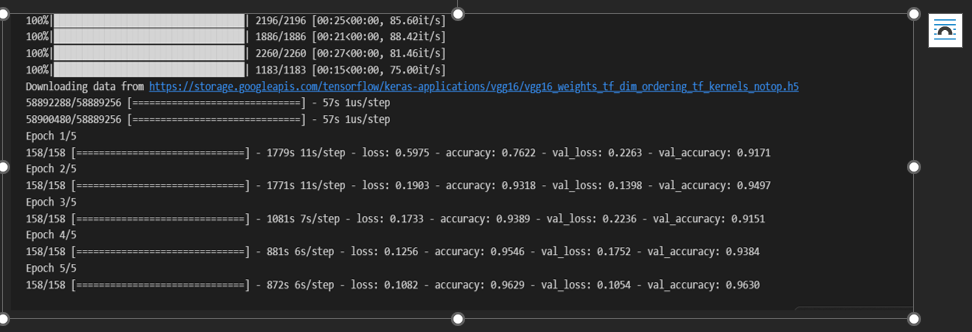 100%|██████████| 2196/2196 [00:25<00:00, 85.60it/s]
100%|██████████| 1886/1886 [00:21<00:00, 88.42it/s]
100%|██████████| 2260/2260 [00:27<00:00, 81.46it/s]
100%|██████████| 1183/1183 [00:15<00:00, 75.00it/s]
Downloading data from https://storage.googleapis.com/tensorflow/keras-applications/vgg16/vgg16_weights_tf_dim_ordering_tf_kernels_notop.h5
58892288/58889256 [==============================] - 57s 1us/step
58900480/58889256 [==============================] - 57s 1us/step
Epoch 1/5
158/158 [==============================] - 1779s 11s/step - loss: 0.5975 - accuracy: 0.7622 - val_loss: 0.2263 - val_accuracy: 0.9171
Epoch 2/5
158/158 [==============================] - 1771s 11s/step - loss: 0.1903 - accuracy: 0.9318 - val_loss: 0.1398 - val_accuracy: 0.9497
Epoch 3/5
158/158 [==============================] - 1081s 7s/step - loss: 0.1733 - accuracy: 0.9389 - val_loss: 0.2236 - val_accuracy: 0.9151
Epoch 4/5
158/158 [==============================] - 881s 6s/step - loss: 0.1256 - accuracy: 0.9546 - val_loss: 0.1752 - val_accuracy: 0.9384
Epoch 5/5
158/158 [==============================] - 872s 6s/step - loss: 0.1082 - accuracy: 0.9629 - val_loss: 0.1054 - val_accuracy: 0.9630